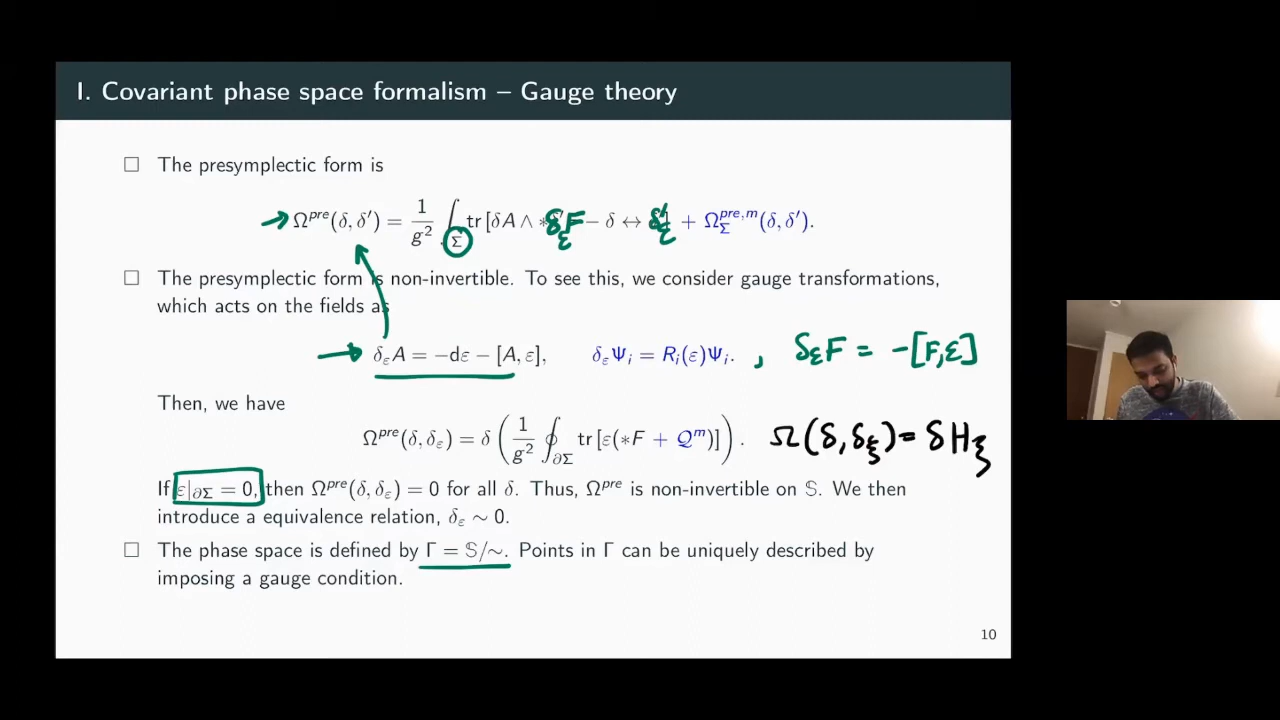 I. Covariant phase space formalism – Gauge theory
☐ The presymplectic form is
→ Ω^{pre}(δ, δ′) = 1/g² ∫_Σ tr [δA ∧ * δ_ξ F − δ ↔ δ′_ξ] + Ω_Σ^{pre,m}(δ, δ′).
☐ The presymplectic form is non-invertible. To see this, we consider gauge transformations,
which acts on the fields as
→ δ_ε A = −dε − [A, ε], δ_ε Ψ_i = R_i(ε)Ψ_i. , δ_ε F = −[F, ε]
Then, we have
Ω^{pre}(δ, δ_ε) = δ ( 1/g² ∮_{∂Σ} tr [ε(*F + Q^m)] ). Ω(δ, δ_ξ) = δH_ξ
If ε|_{∂Σ} = 0, then Ω^{pre}(δ, δ_ε) = 0 for all δ. Thus, Ω^{pre} is non-invertible on 𝕊. We then
introduce a equivalence relation, δ_ε ∼ 0.
☐ The phase space is defined by Γ = 𝕊/∼. Points in Γ can be uniquely described by
imposing a gauge condition.
10